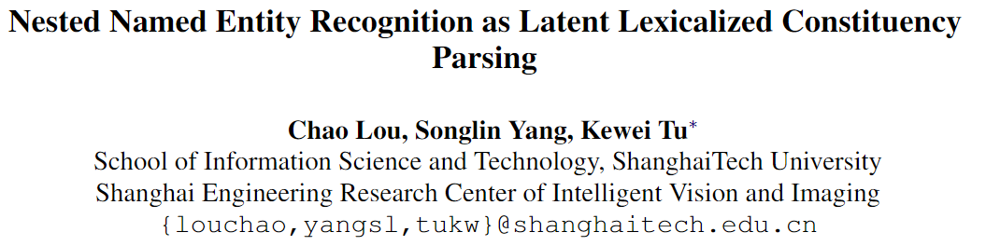 Nested Named Entity Recognition as Latent Lexicalized Constituency
Parsing
Chao Lou, Songlin Yang, Kewei Tu*
School of Information Science and Technology, ShanghaiTech University
Shanghai Engineering Research Center of Intelligent Vision and Imaging
{louchao,yangsl,tukw}@shanghaitech.edu.cn